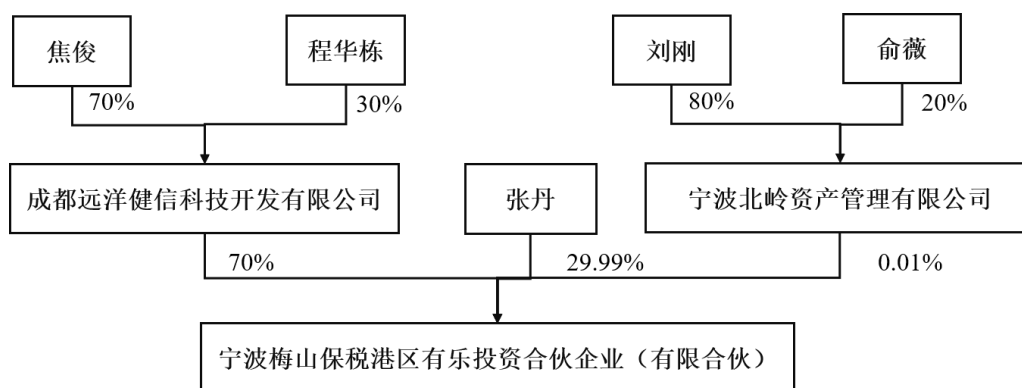 焦俊
程华栋
刘刚
俞薇
70%
30%
80%
20%
成都远洋健信科技开发有限公司
张丹
宁波北岭资产管理有限公司
70%
29.99%
0.01%
宁波梅山保税港区有乐投资合伙企业（有限合伙）